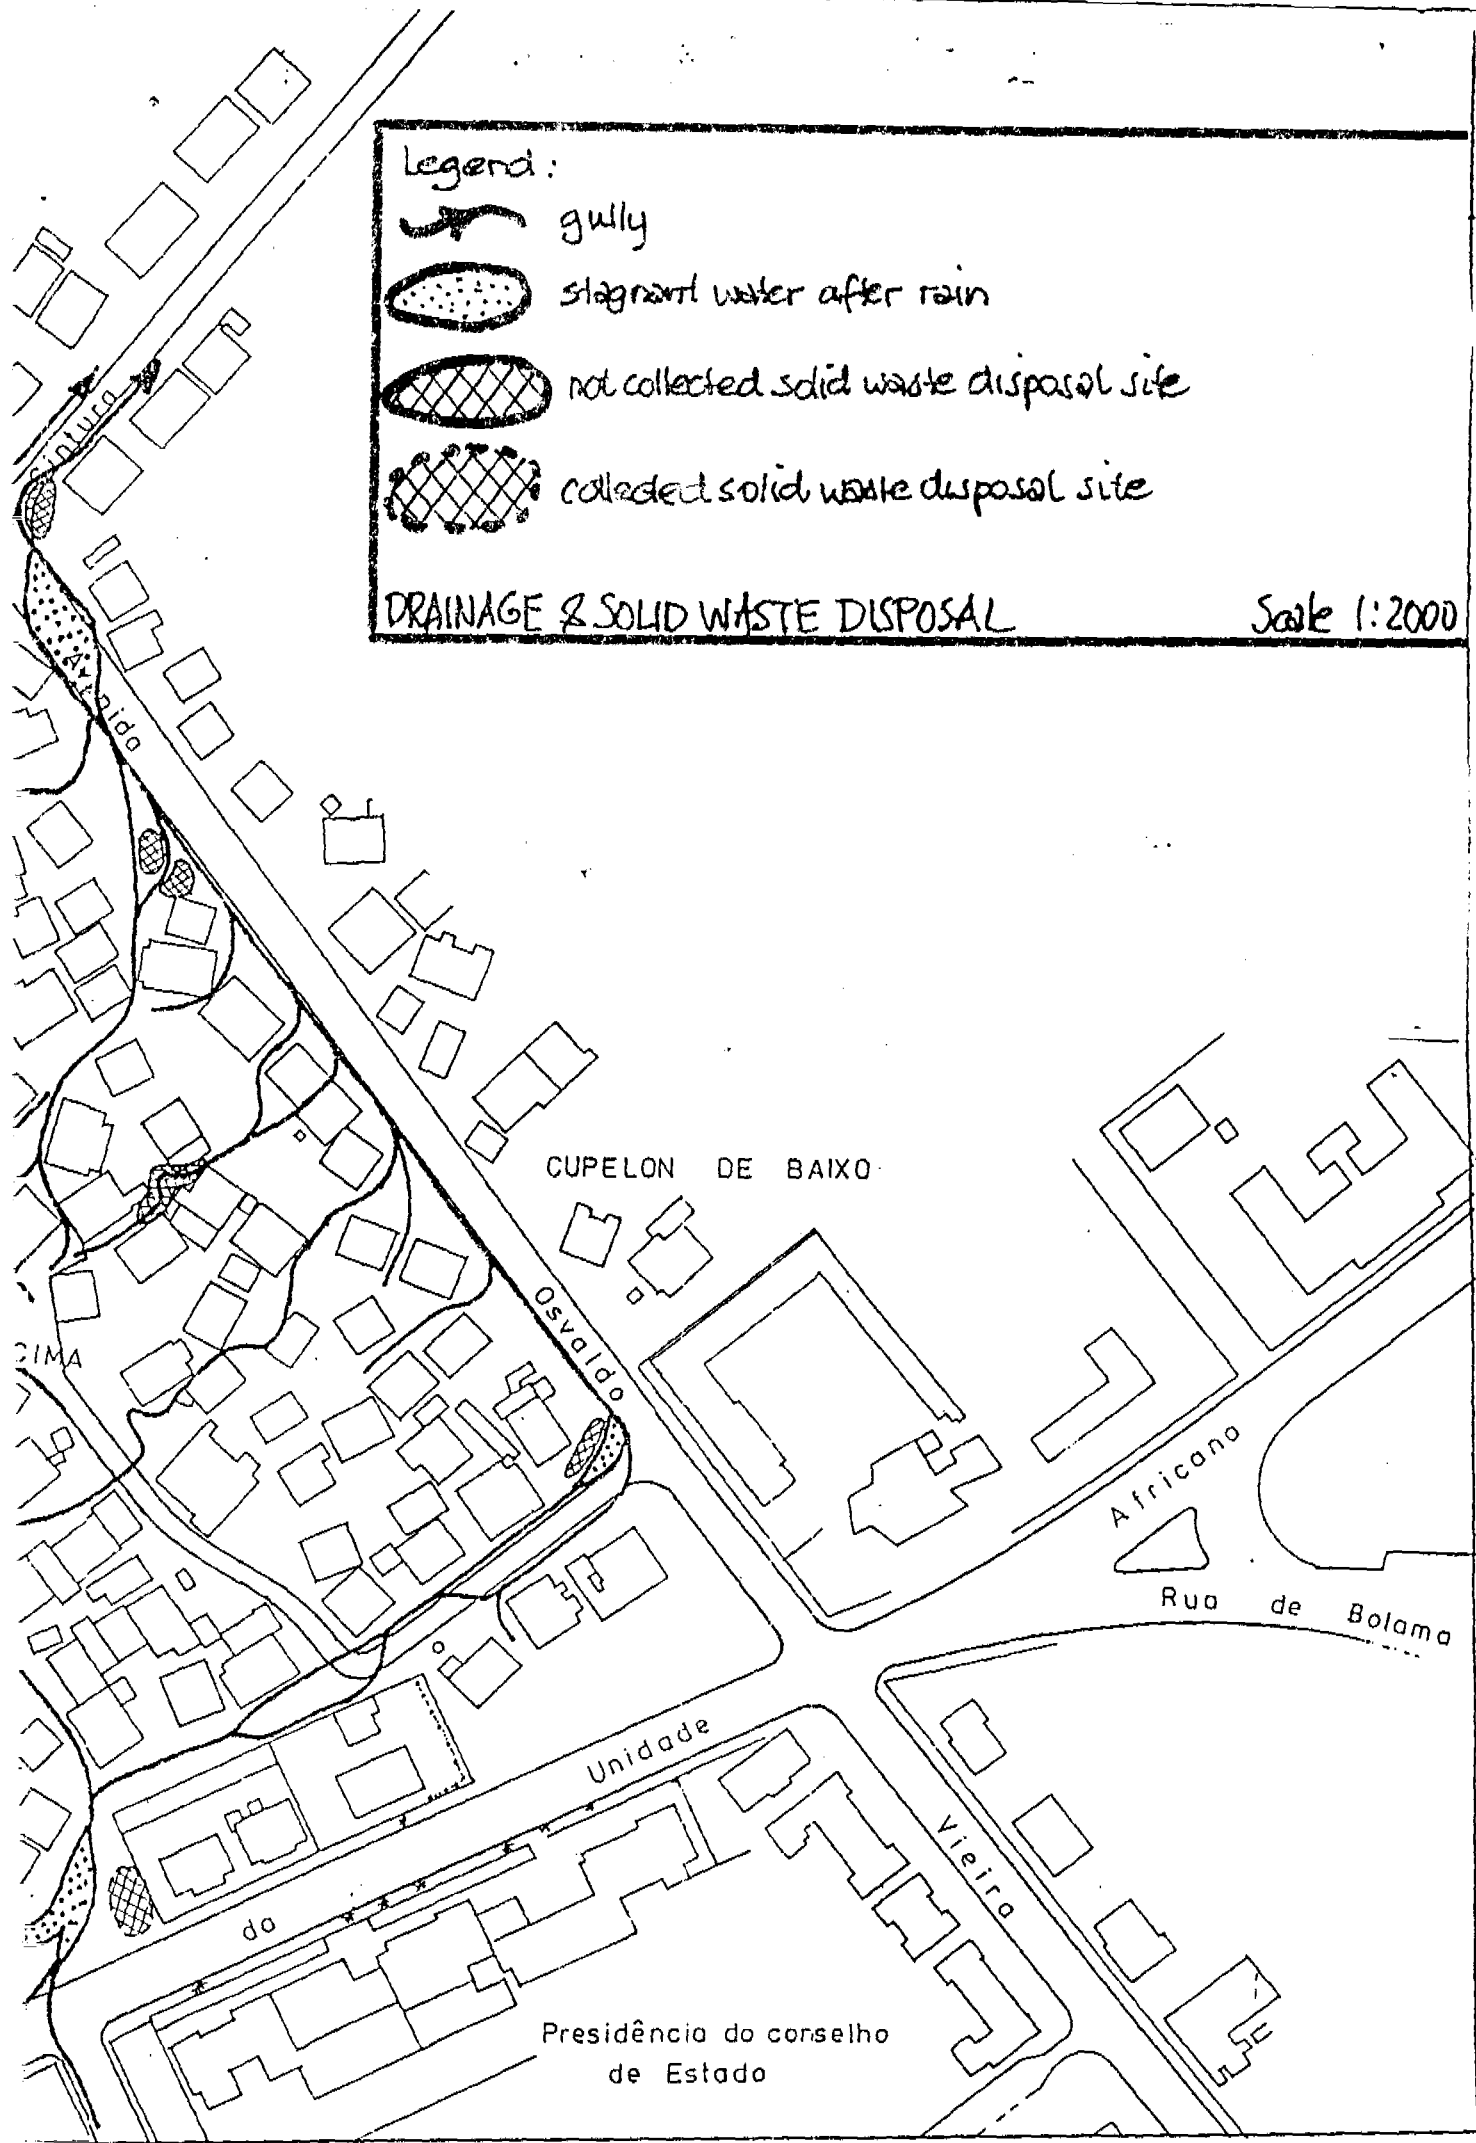 Legend:
gully
stagnant water after rain
not collected solid waste disposal site
collected solid waste disposal site
DRAINAGE & SOLID WASTE DISPOSAL Scale 1:2000
Cintura
Avenida
CUPELON DE BAIXO
Osvaldo
CIMA
Africana
Rua de Bolama
Unidade
Vieira
da
Presidência do conselho
de Estado